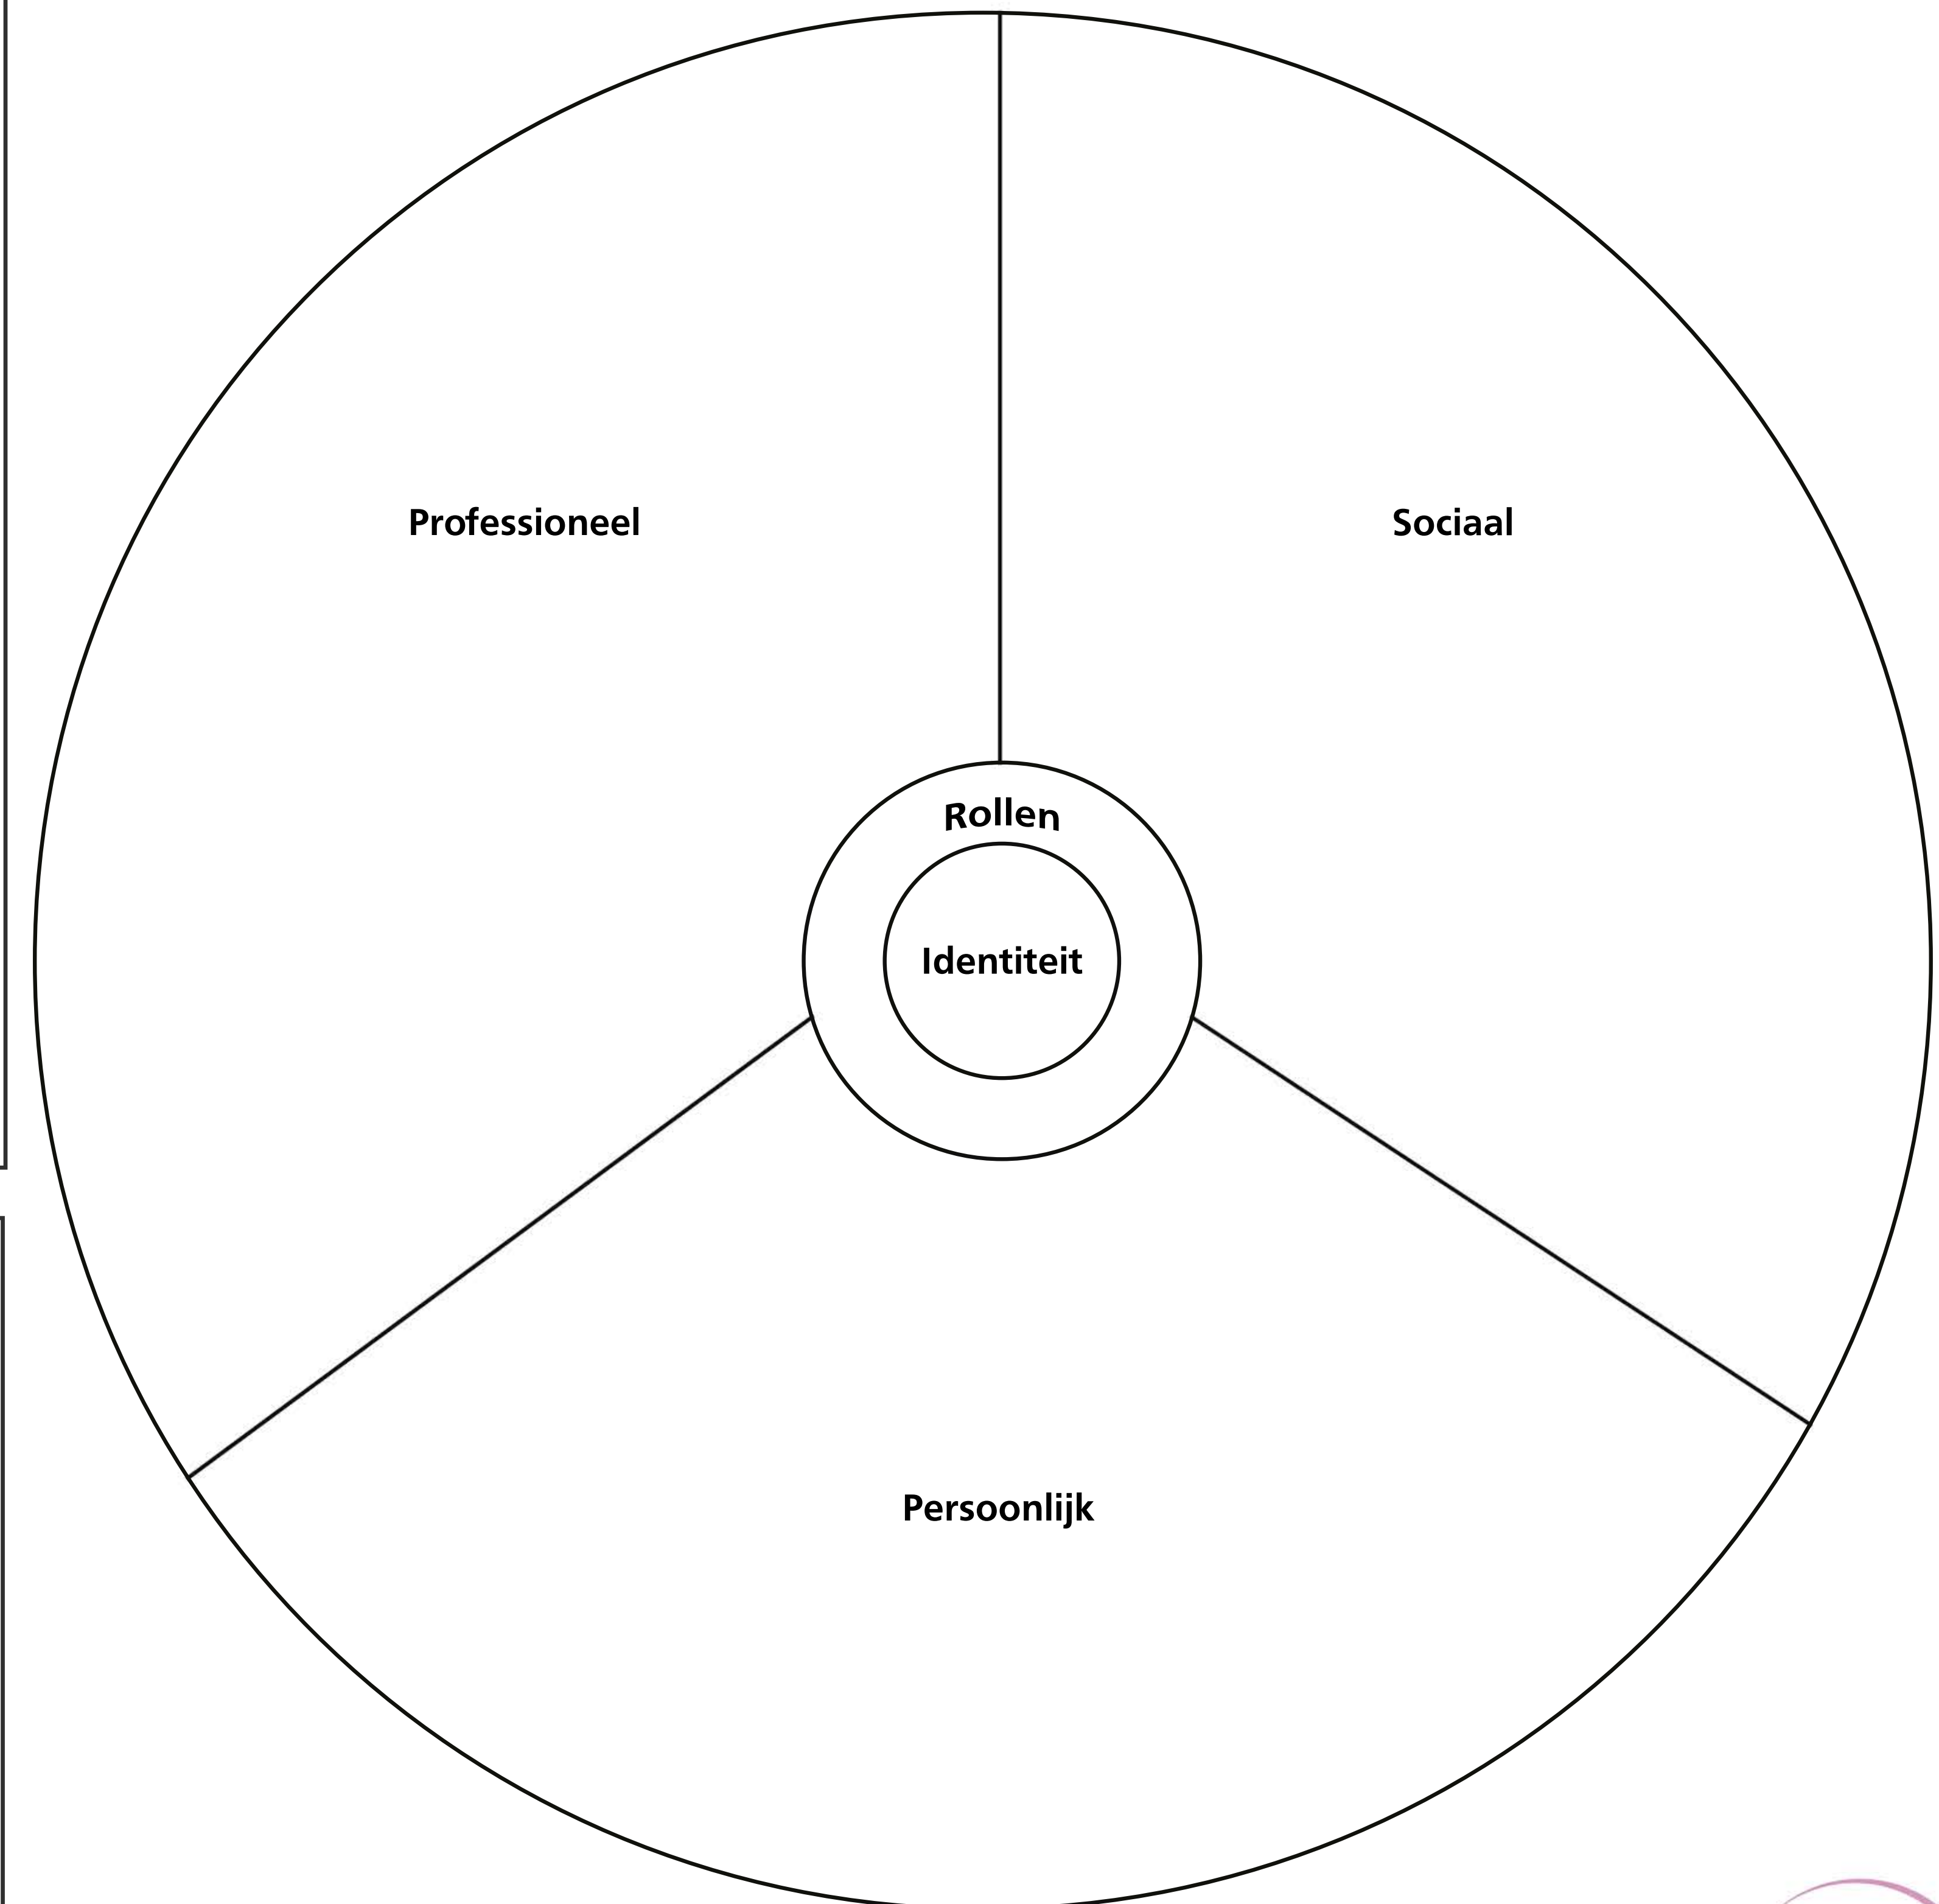 Professioneel
Sociaal
Rollen
Identiteit
Persoonlijk